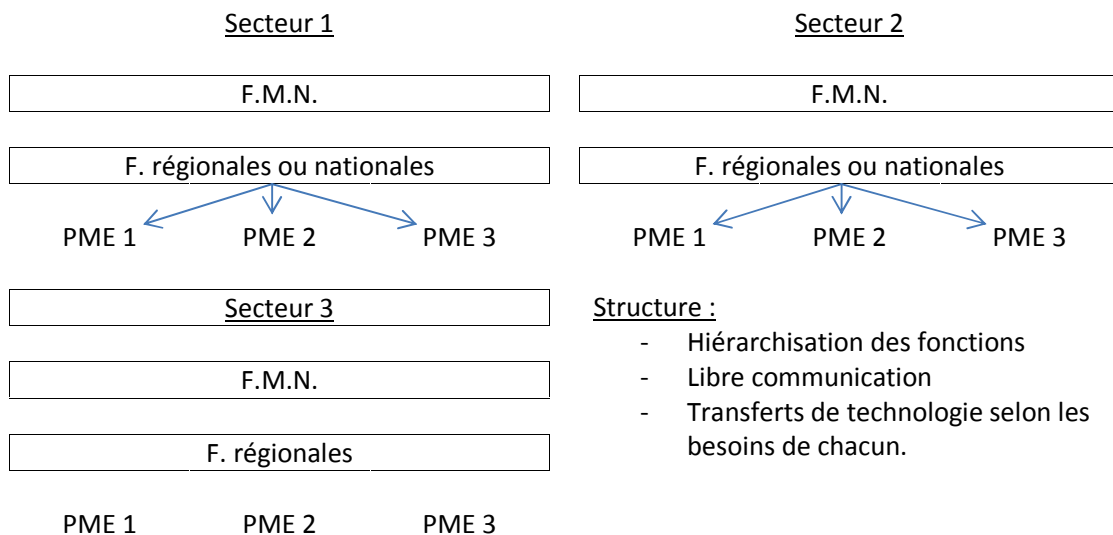 Secteur 1
F.M.N.
F. régionales ou nationales
PME 1 PME 2 PME 3
Secteur 2
F.M.N.
F. régionales ou nationales
PME 1 PME 2 PME 3
Secteur 3
F.M.N.
F. régionales
PME 1 PME 2 PME 3
Structure :
- Hiérarchisation des fonctions
- Libre communication
- Transferts de technologie selon les
besoins de chacun.